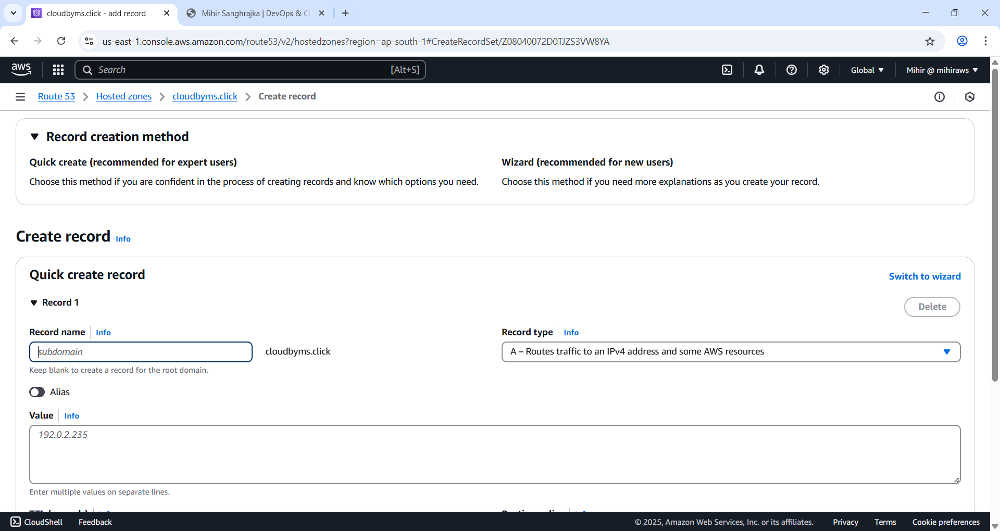 cloudbyms.click - add record
Mihir Sanghrajka | DevOps & C
us-east-1.console.aws.amazon.com/route53/v2/hostedzones?region=ap-south-1#CreateRecordSet/Z08040072D0TJZS3VW8YA
aws
Search
[Alt+S]
Global
Mihir @ mihiraws
Route 53
Hosted zones
cloudbyms.click
Create record
Record creation method
Quick create (recommended for expert users)
Choose this method if you are confident in the process of creating records and know which options you need.
Wizard (recommended for new users)
Choose this method if you need more explanations as you create your record.
Create record Info
Quick create record
Switch to wizard
Record 1
Delete
Record name Info
subdomain
cloudbyms.click
Keep blank to create a record for the root domain.
Record type Info
A – Routes traffic to an IPv4 address and some AWS resources
Alias
Value Info
192.0.2.235
Enter multiple values on separate lines.
CloudShell
Feedback
© 2025, Amazon Web Services, Inc. or its affiliates.
Privacy
Terms
Cookie preferences